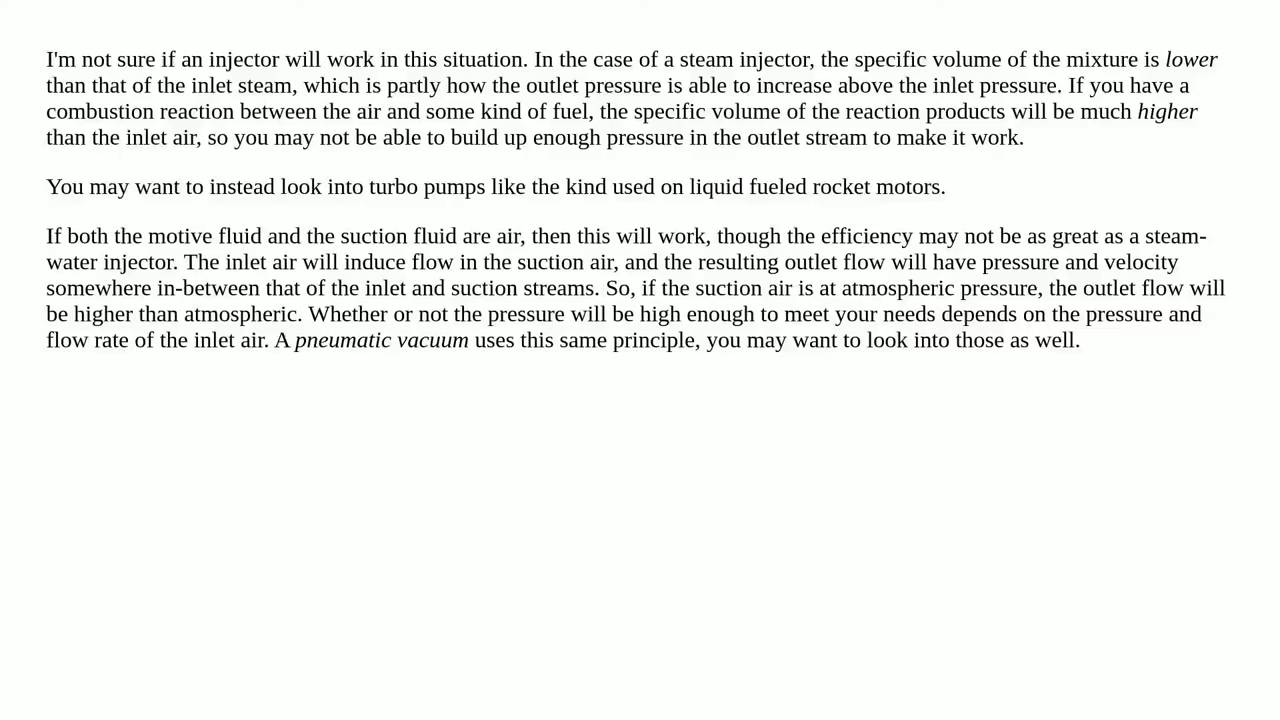 I'm not sure if an injector will work in this situation. In the case of a steam injector, the specific volume of the mixture is lower
than that of the inlet steam, which is partly how the outlet pressure is able to increase above the inlet pressure. If you have a
combustion reaction between the air and some kind of fuel, the specific volume of the reaction products will be much higher
than the inlet air, so you may not be able to build up enough pressure in the outlet stream to make it work.
You may want to instead look into turbo pumps like the kind used on liquid fueled rocket motors.
If both the motive fluid and the suction fluid are air, then this will work, though the efficiency may not be as great as a steam-
water injector. The inlet air will induce flow in the suction air, and the resulting outlet flow will have pressure and velocity
somewhere in-between that of the inlet and suction streams. So, if the suction air is at atmospheric pressure, the outlet flow will
be higher than atmospheric. Whether or not the pressure will be high enough to meet your needs depends on the pressure and
flow rate of the inlet air. A pneumatic vacuum uses this same principle, you may want to look into those as well.